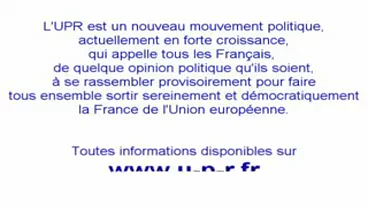 L'UPR est un nouveau mouvement politique,
actuellement en forte croissance,
qui appelle tous les Français,
de quelque opinion politique qu'ils soient,
à se rassembler provisoirement pour faire
tous ensemble sortir sereinement et démocratiquement
la France de l'Union européenne.
Toutes informations disponibles sur
www.u-p-r.fr